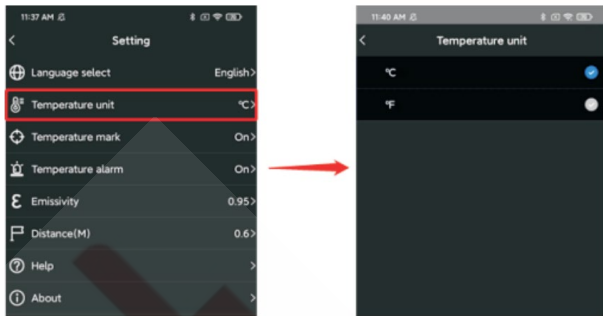 11:37 AM
Setting
Language select English
Temperature unit °C
Temperature mark On
Temperature alarm On
Emissivity 0.95
Distance(M) 0.6
Help
About
11:40 AM
Temperature unit
°C
°F